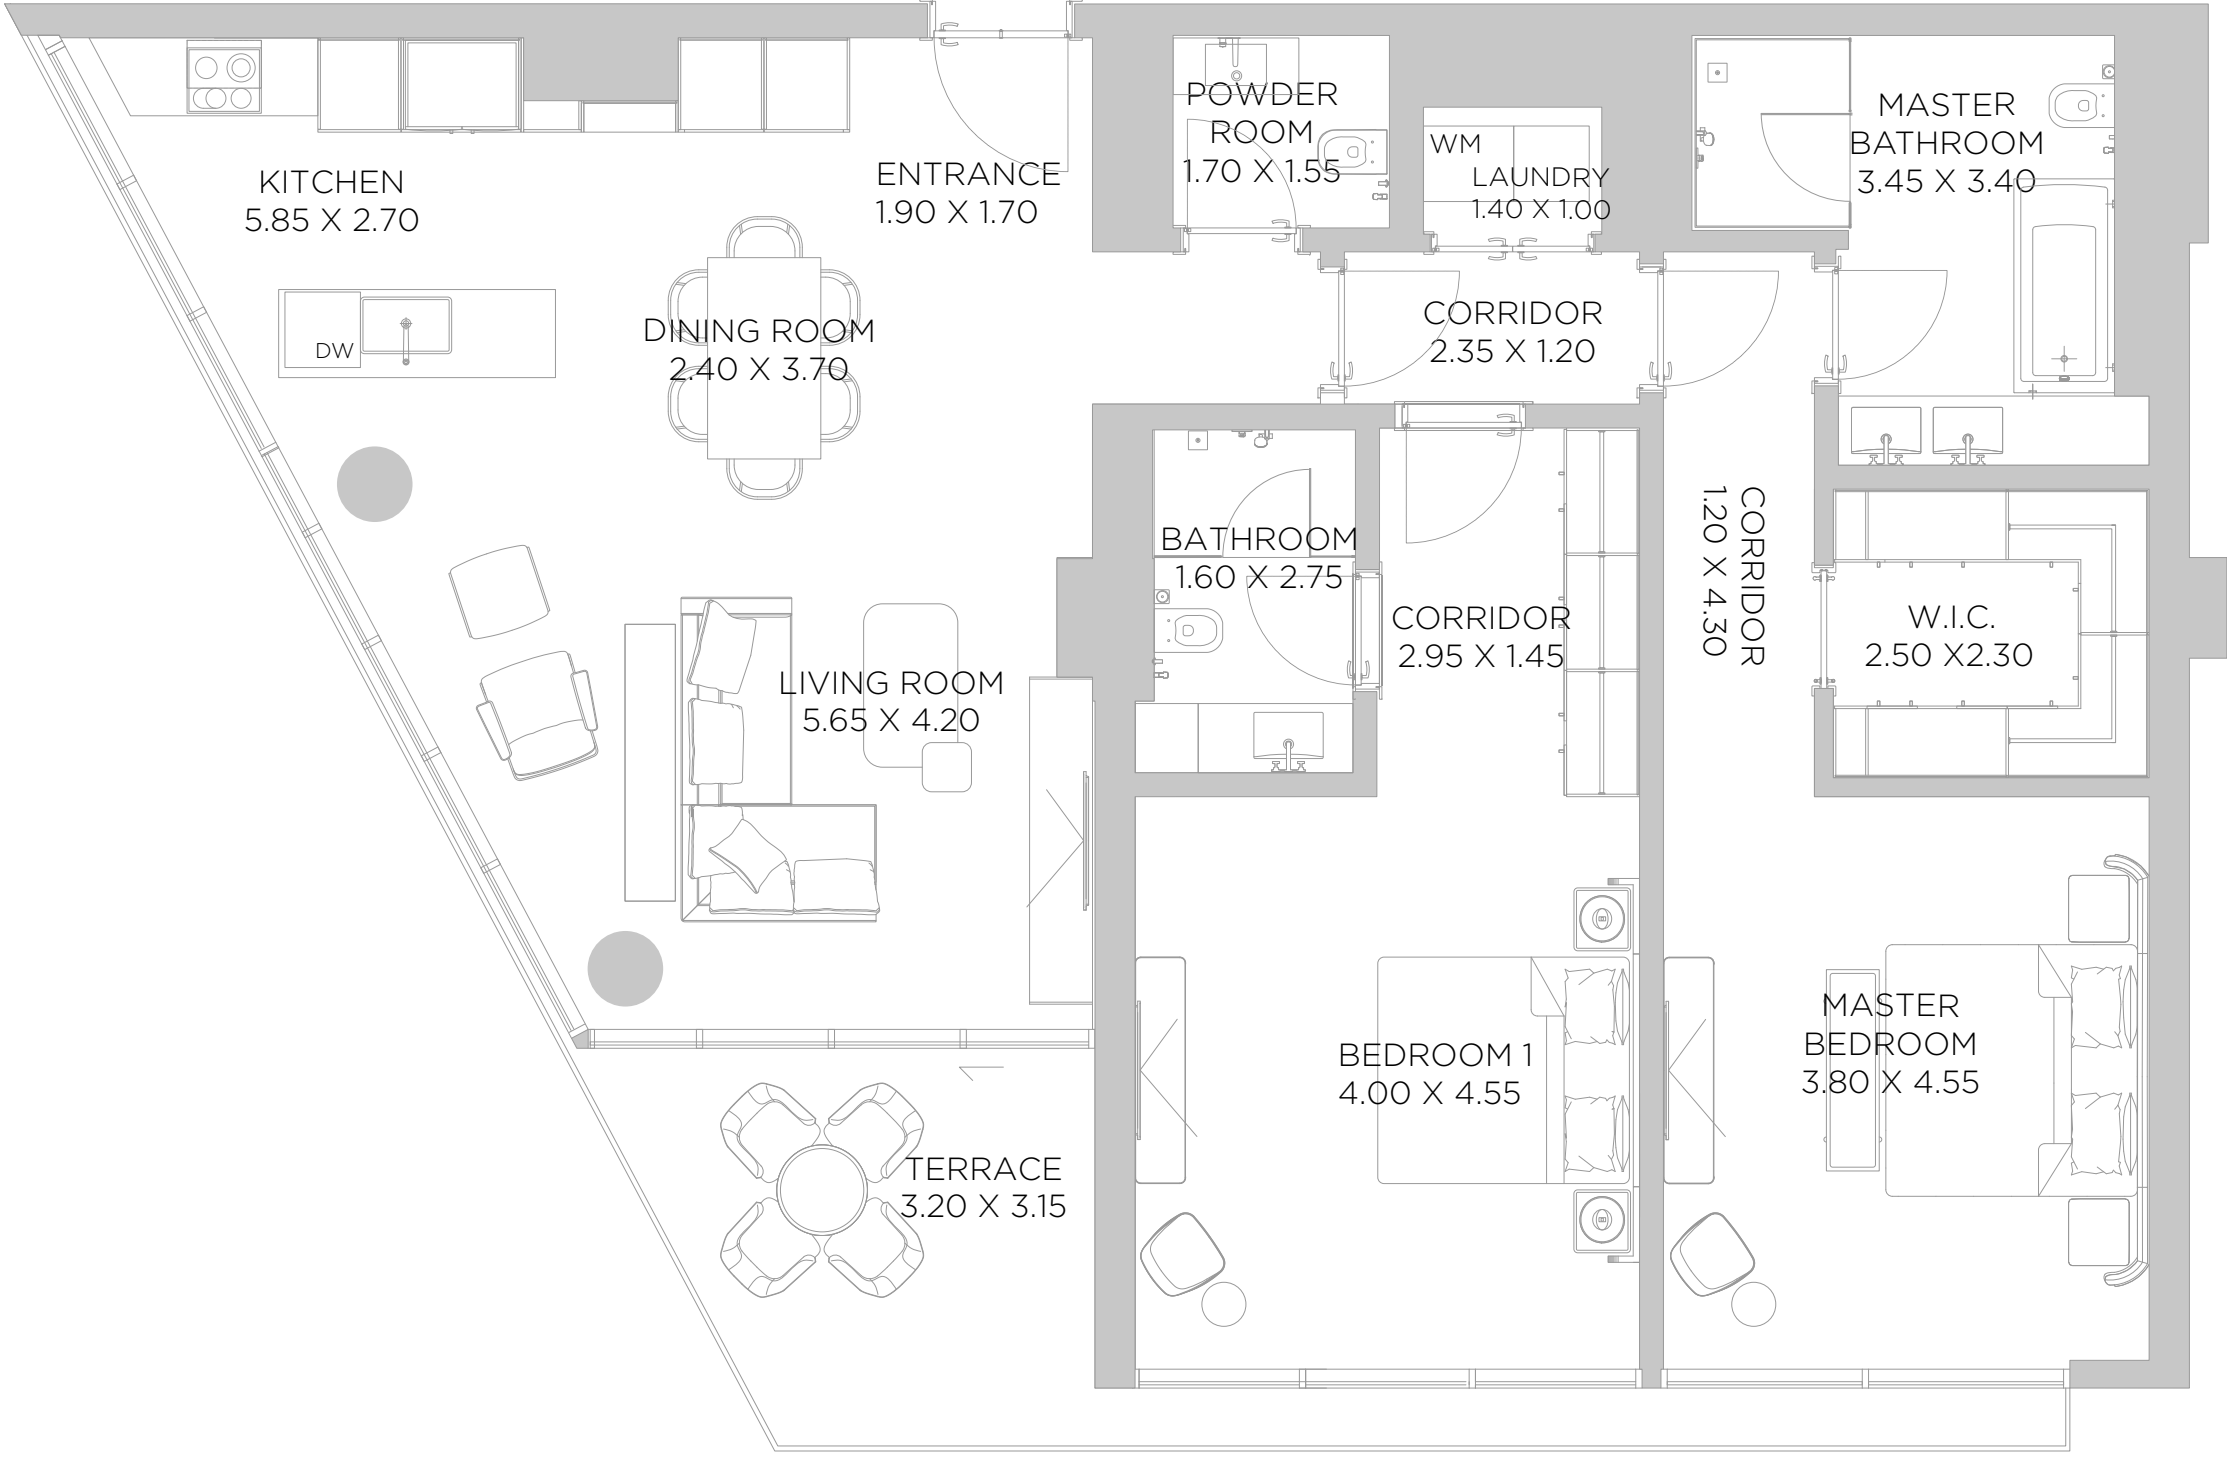 POWDER
ROOM
1.70 X 1.55
WM
LAUNDRY
1.40 X 1.00
MASTER
BATHROOM
3.45 X 3.40
KITCHEN
5.85 X 2.70
ENTRANCE
1.90 X 1.70
DW
DINING ROOM
2.40 X 3.70
CORRIDOR
2.35 X 1.20
BATHROOM
1.60 X 2.75
CORRIDOR
2.95 X 1.45
CORRIDOR
1.20 X 4.30
W.I.C.
2.50 X2.30
LIVING ROOM
5.65 X 4.20
BEDROOM 1
4.00 X 4.55
MASTER
BEDROOM
3.80 X 4.55
TERRACE
3.20 X 3.15